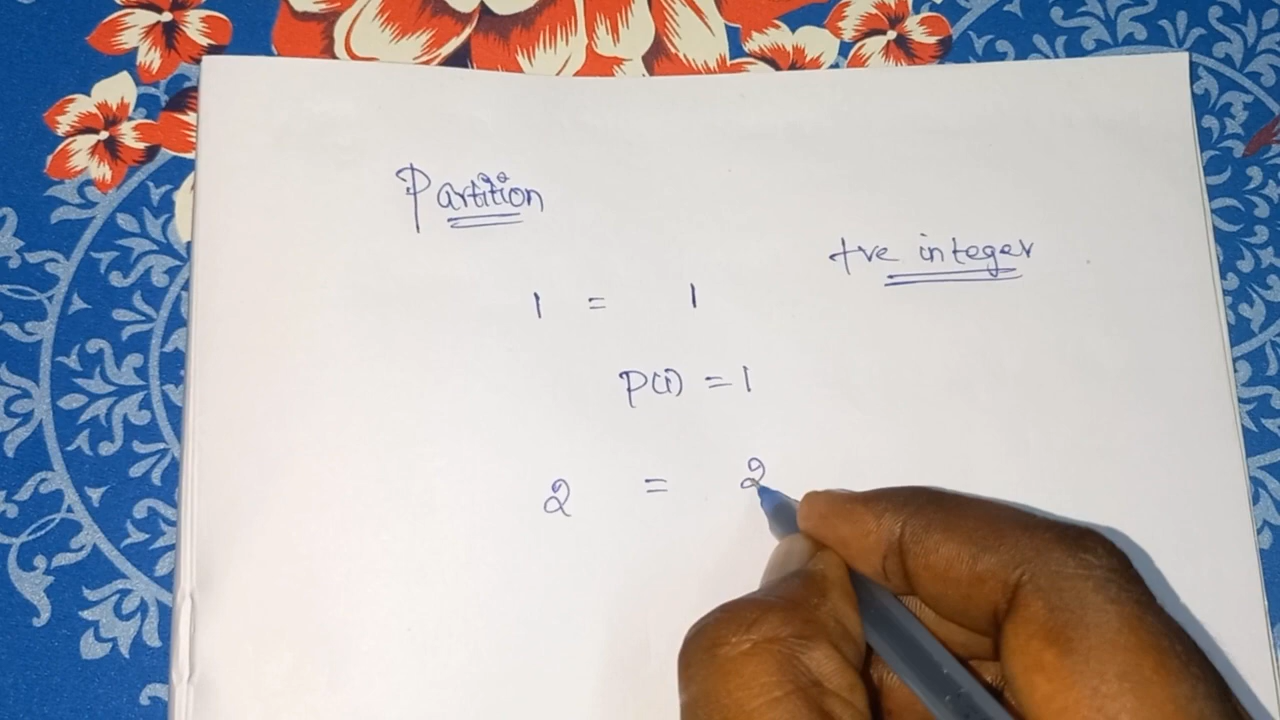 Partition
+ve integer
1 = 1
P(1) = 1
2 = 2